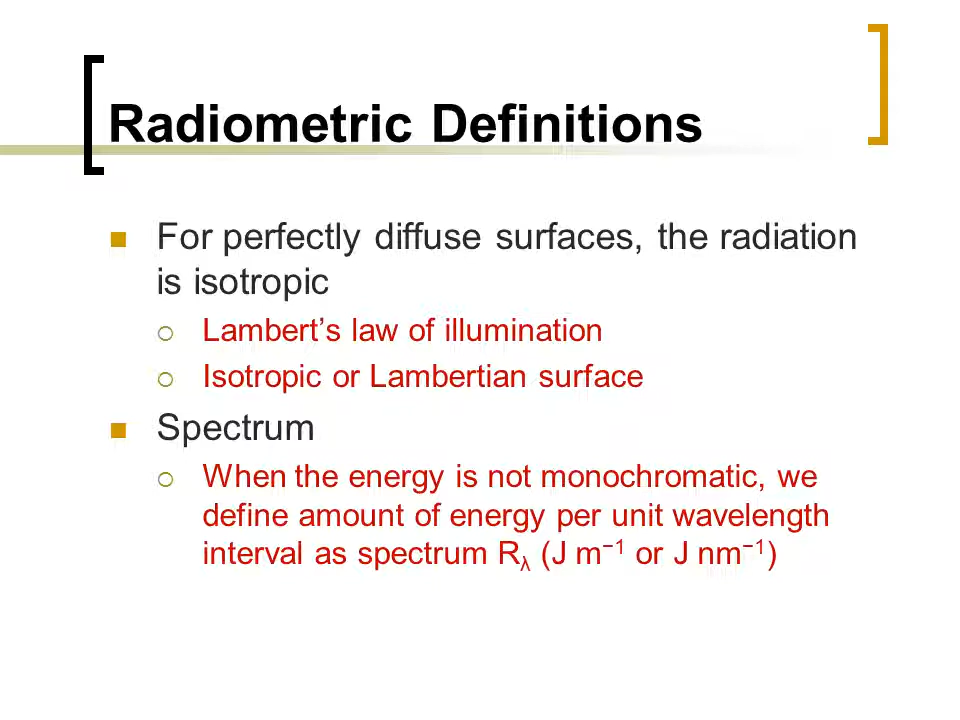 Radiometric Definitions
For perfectly diffuse surfaces, the radiation
is isotropic
Lambert’s law of illumination
Isotropic or Lambertian surface
Spectrum
When the energy is not monochromatic, we
define amount of energy per unit wavelength
interval as spectrum Rλ (J m⁻¹ or J nm⁻¹)